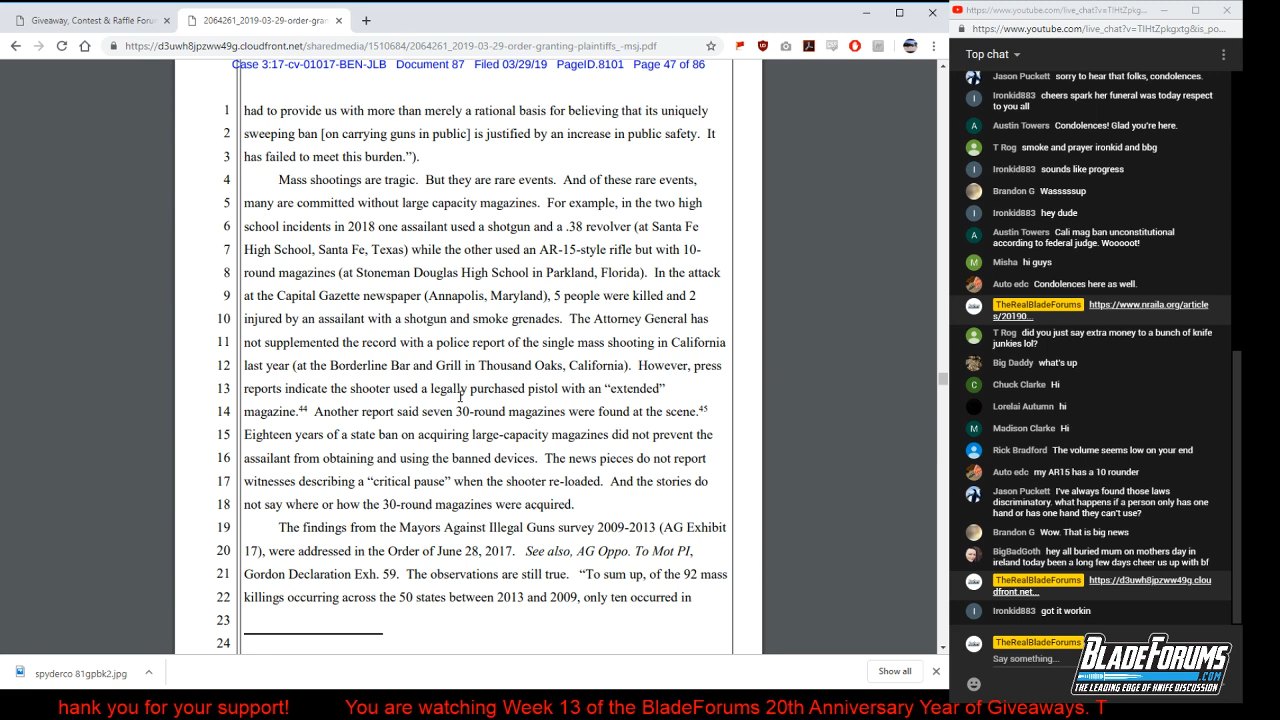 Giveaway, Contest & Raffle Forum
2064261_2019-03-29-order-gran
https://d3uwh8jpzww49g.cloudfront.net/sharedmedia/1510684/2064261_2019-03-29-order-granting-plaintiffs_-msj.pdf
Case 3:17-cv-01017-BEN-JLB Document 87 Filed 03/29/19 PageID.8101 Page 47 of 86
1 had to provide us with more than merely a rational basis for believing that its uniquely
2 sweeping ban [on carrying guns in public] is justified by an increase in public safety. It
3 has failed to meet this burden.”).
4 Mass shootings are tragic. But they are rare events. And of these rare events,
5 many are committed without large capacity magazines. For example, in the two high
6 school incidents in 2018 one assailant used a shotgun and a .38 revolver (at Santa Fe
7 High School, Santa Fe, Texas) while the other used an AR-15-style rifle but with 10-
8 round magazines (at Stoneman Douglas High School in Parkland, Florida). In the attack
9 at the Capital Gazette newspaper (Annapolis, Maryland), 5 people were killed and 2
10 injured by an assailant with a shotgun and smoke grenades. The Attorney General has
11 not supplemented the record with a police report of the single mass shooting in California
12 last year (at the Borderline Bar and Grill in Thousand Oaks, California). However, press
13 reports indicate the shooter used a legally purchased pistol with an “extended”
14 magazine.44 Another report said seven 30-round magazines were found at the scene.45
15 Eighteen years of a state ban on acquiring large-capacity magazines did not prevent the
16 assailant from obtaining and using the banned devices. The news pieces do not report
17 witnesses describing a “critical pause” when the shooter re-loaded. And the stories do
18 not say where or how the 30-round magazines were acquired.
19 The findings from the Mayors Against Illegal Guns survey 2009-2013 (AG Exhibit
20 17), were addressed in the Order of June 28, 2017. See also, AG Oppo. To Mot PI,
21 Gordon Declaration Exh. 59. The observations are still true. “To sum up, of the 92 mass
22 killings occurring across the 50 states between 2013 and 2009, only ten occurred in
23
24
spyderco 81gpbk2.jpg
Show all
https://www.youtube.com/live_chat?v=TlHtZpkg...
https://www.youtube.com/live_chat?v=TlHtZpkgxtg&is_po...
Top chat
Jason Puckett sorry to hear that folks, condolences.
Ironkid883 cheers spark her funeral was today respect
to you all
Austin Towers Condolences! Glad you're here.
T Rog smoke and prayer ironkid and bbg
Ironkid883 sounds like progress
Brandon G Wasssssup
Ironkid883 hey dude
Austin Towers Cali mag ban unconstitutional
according to federal judge. Wooooot!
Misha hi guys
Auto edc Condolences here as well.
TheRealBladeForums https://www.nraila.org/article
s/20190...
T Rog did you just say extra money to a bunch of knife
junkies lol?
Big Daddy what's up
Chuck Clarke Hi
Lorelai Autumn hi
Madison Clarke Hi
Rick Bradford The volume seems low on your end
Auto edc my AR15 has a 10 rounder
Jason Puckett I've always found those laws
discriminatory. what happens if a person only has one
hand or has one hand they can't use?
Brandon G Wow. That is big news
BigBadGoth hey all buried mum on mothers day in
ireland today been a long few days cheer us up with bf
TheRealBladeForums https://d3uwh8jpzww49g.clou
dfront.net...
Ironkid883 got it workin
TheRealBladeForums
Say something...
BLADEFORUMS
.COM
THE LEADING EDGE OF KNIFE DISCUSSION
hank you for your support! You are watching Week 13 of the BladeForums 20th Anniversary Year of Giveaways. T